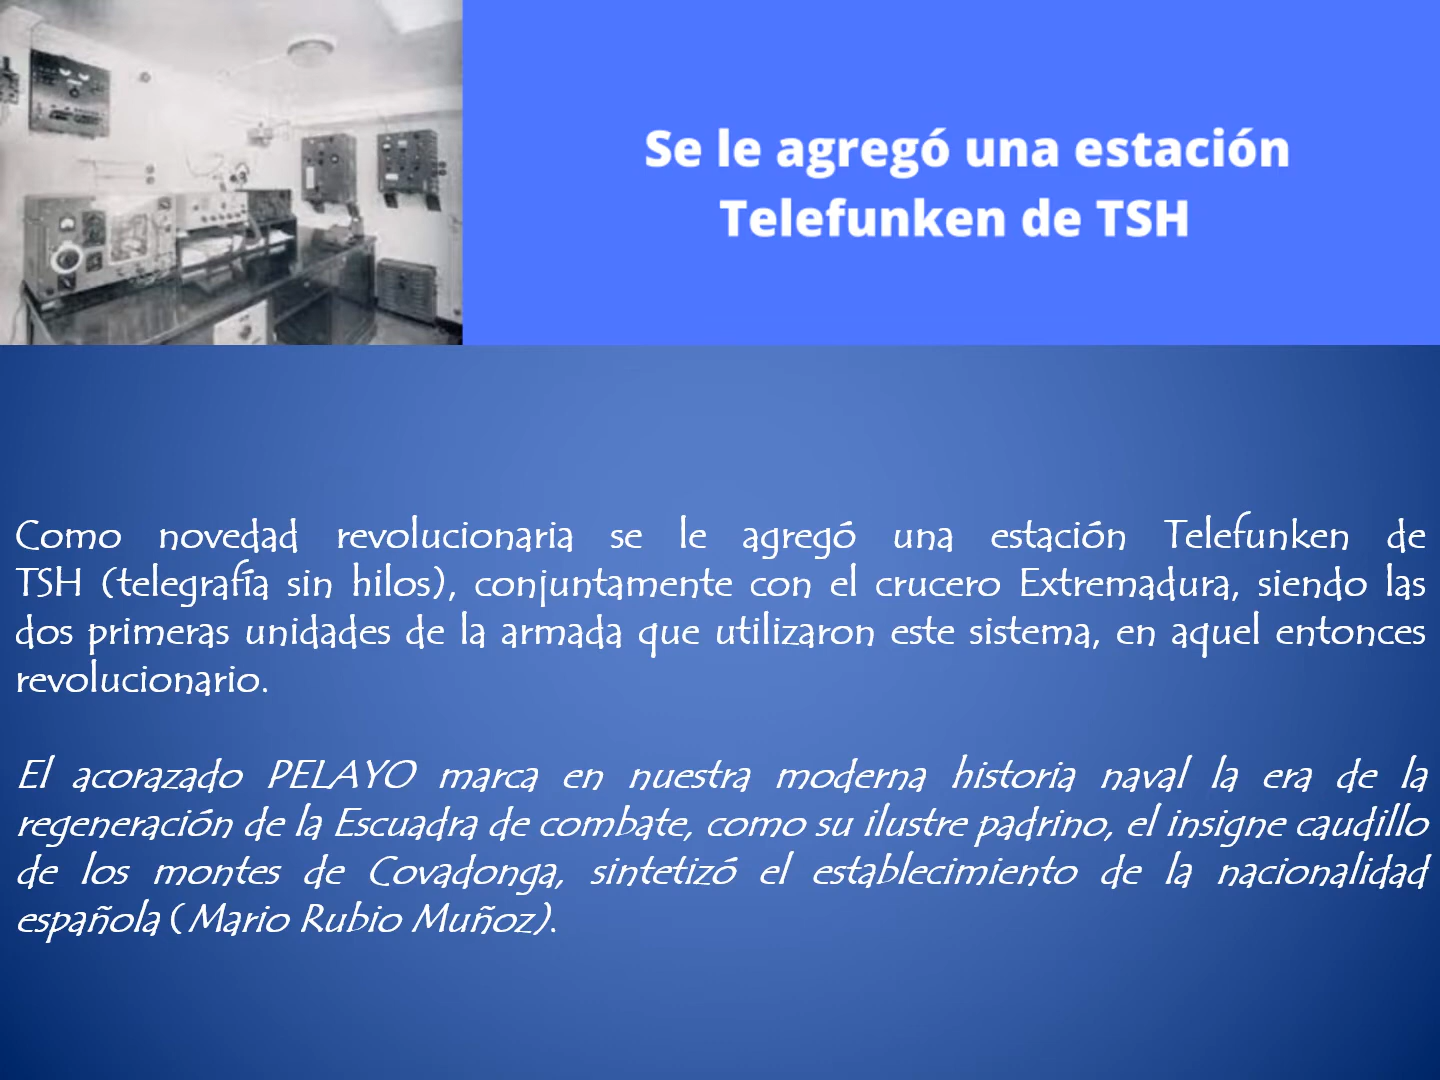 Se le agregó una estación
Telefunken de TSH
Como novedad revolucionaria se le agregó una estación Telefunken de
TSH (telegrafía sin hilos), conjuntamente con el crucero Extremadura, siendo las
dos primeras unidades de la armada que utilizaron este sistema, en aquel entonces
revolucionario.
El acorazado PELAYO marca en nuestra moderna historia naval la era de la
regeneración de la Escuadra de combate, como su ilustre padrino, el insigne caudillo
de los montes de Covadonga, sintetizó el establecimiento de la nacionalidad
española (Mario Rubio Muñoz).